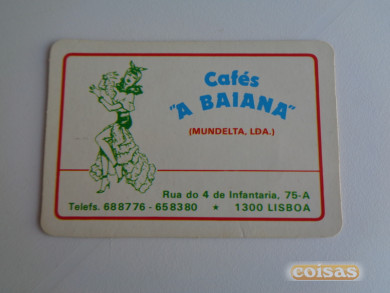 Cafés
"A BAIANA"
(MUNDELTA, LDA.)
Rua do 4 de Infantaria, 75-A
Telefs. 688776 - 658380 ★ 1300 LISBOA
coisas